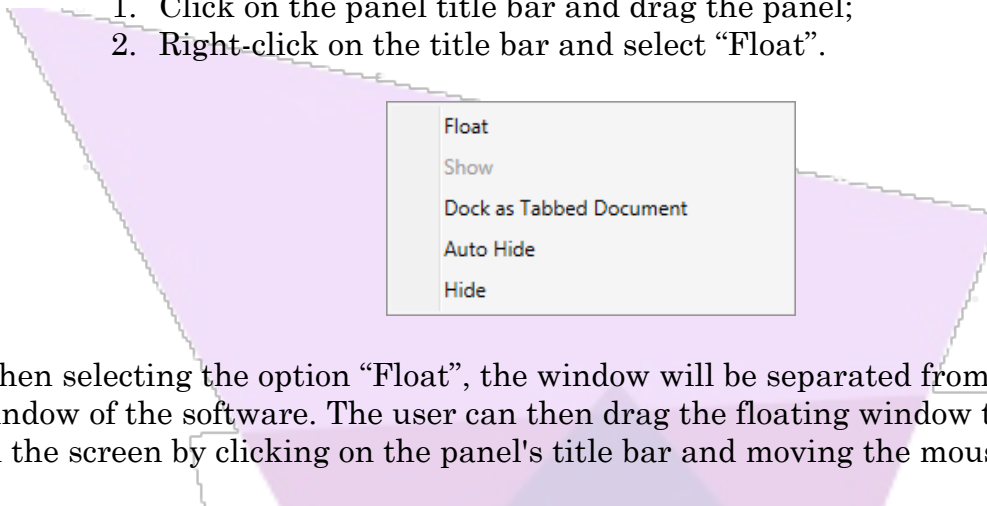 1. Click on the panel title bar and drag the panel;
2. Right-click on the title bar and select “Float”.
Float
Show
Dock as Tabbed Document
Auto Hide
Hide
hen selecting the option “Float”, the window will be separated from
ndow of the software. The user can then drag the floating window t
the screen by clicking on the panel's title bar and moving the mous